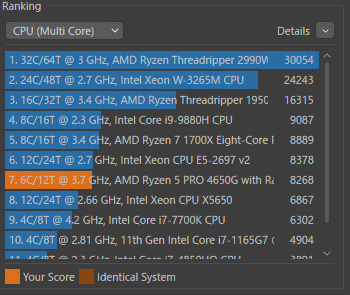 Ranking
CPU (Multi Core)
Details
1. 32C/64T @ 3 GHz, AMD Ryzen Threadripper 2990W 30054
2. 24C/48T @ 2.7 GHz, Intel Xeon W-3265M CPU 24243
3. 16C/32T @ 3.4 GHz, AMD Ryzen Threadripper 1950 16315
4. 8C/16T @ 2.3 GHz, Intel Core i9-9880H CPU 9087
5. 8C/16T @ 3.4 GHz, AMD Ryzen 7 1700X Eight-Core 8889
6. 12C/24T @ 2.7 GHz, Intel Xeon CPU E5-2697 v2 8378
7. 6C/12T @ 3.7 GHz, AMD Ryzen 5 PRO 4650G with Ra 8268
8. 12C/24T @ 2.66 GHz, Intel Xeon CPU X5650 6867
9. 4C/8T @ 4.2 GHz, Intel Core i7-7700K CPU 6302
10. 4C/8T @ 2.81 GHz, 11th Gen Intel Core i7-1165G7 4904
11. 4C/8T @ 2.3 GHz, Intel Core i7-4850HQ CPU 3891
Your Score
Identical System